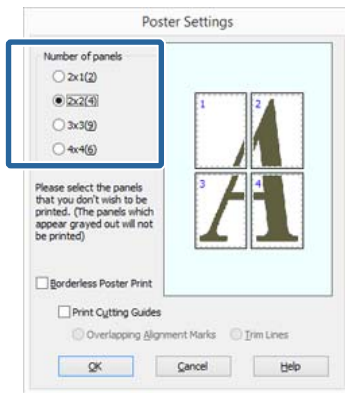 Poster Settings
Number of panels
2x1(2)
2x2(4)
3x3(9)
4x4(6)
1
2
3
4
Please select the panels
that you don't wish to be
printed. (The panels which
appear grayed out will not
be printed)
Borderless Poster Print
Print Cutting Guides
Overlapping Alignment Marks
Trim Lines
OK
Cancel
Help